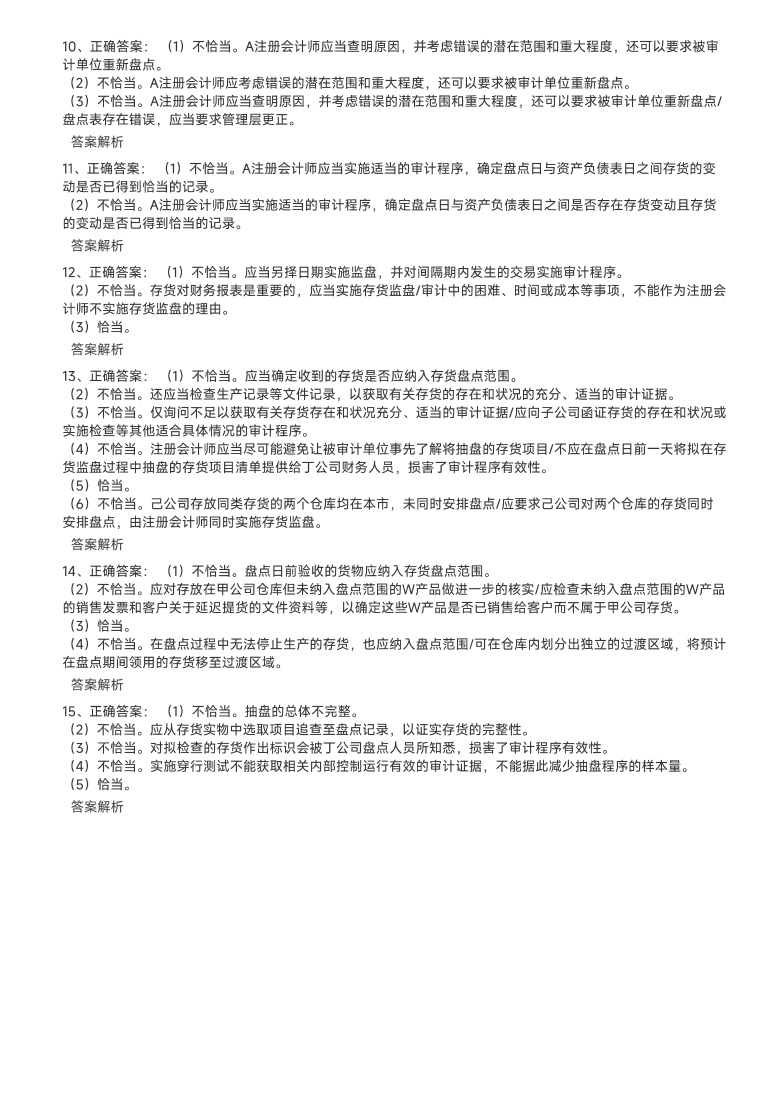 10、正确答案： （1）不恰当。A注册会计师应当查明原因，并考虑错误的潜在范围和重大程度，还可以要求被审
计单位重新盘点。
（2）不恰当。A注册会计师应考虑错误的潜在范围和重大程度，还可以要求被审计单位重新盘点。
（3）不恰当。A注册会计师应当查明原因，并考虑错误的潜在范围和重大程度，还可以要求被审计单位重新盘点/
盘点表存在错误，应当要求管理层更正。
答案解析
11、正确答案： （1）不恰当。A注册会计师应当实施适当的审计程序，确定盘点日与资产负债表日之间存货的变
动是否已得到恰当的记录。
（2）不恰当。A注册会计师应当实施适当的审计程序，确定盘点日与资产负债表日之间是否存在存货变动且存货
的变动是否已得到恰当的记录。
答案解析
12、正确答案： （1）不恰当。应当另择日期实施监盘，并对间隔期内发生的交易实施审计程序。
（2）不恰当。存货对财务报表是重要的，应当实施存货监盘/审计中的困难、时间或成本等事项，不能作为注册会
计师不实施存货监盘的理由。
（3）恰当。
答案解析
13、正确答案： （1）不恰当。应当确定收到的存货是否应纳入存货盘点范围。
（2）不恰当。还应当检查生产记录等文件记录，以获取有关存货的存在和状况的充分、适当的审计证据。
（3）不恰当。仅询问不足以获取有关存货存在和状况充分、适当的审计证据/应向子公司函证存货的存在和状况或
实施检查等其他适合具体情况的审计程序。
（4）不恰当。注册会计师应当尽可能避免让被审计单位事先了解将抽盘的存货项目/不应在盘点日前一天将拟在存
货监盘过程中抽盘的存货项目清单提供给丁公司财务人员，损害了审计程序有效性。
（5）恰当。
（6）不恰当。己公司存放同类存货的两个仓库均在本市，未同时安排盘点/应要求己公司对两个仓库的存货同时
安排盘点，由注册会计师同时实施存货监盘。
答案解析
14、正确答案： （1）不恰当。盘点日前验收的货物应纳入存货盘点范围。
（2）不恰当。应对存放在甲公司仓库但未纳入盘点范围的W产品做进一步的核实/应检查未纳入盘点范围的W产品
的销售发票和客户关于延迟提货的文件资料等，以确定这些W产品是否已销售给客户而不属于甲公司存货。
（3）恰当。
（4）不恰当。在盘点过程中无法停止生产的存货，也应纳入盘点范围/可在仓库内划分出独立的过渡区域，将预计
在盘点期间领用的存货移至过渡区域。
答案解析
15、正确答案： （1）不恰当。抽盘的总体不完整。
（2）不恰当。应从存货实物中选取项目追查至盘点记录，以证实存货的完整性。
（3）不恰当。对拟检查的存货作出标识会被丁公司盘点人员所知悉，损害了审计程序有效性。
（4）不恰当。实施穿行测试不能获取相关内部控制运行有效的审计证据，不能据此减少抽盘程序的样本量。
（5）恰当。
答案解析